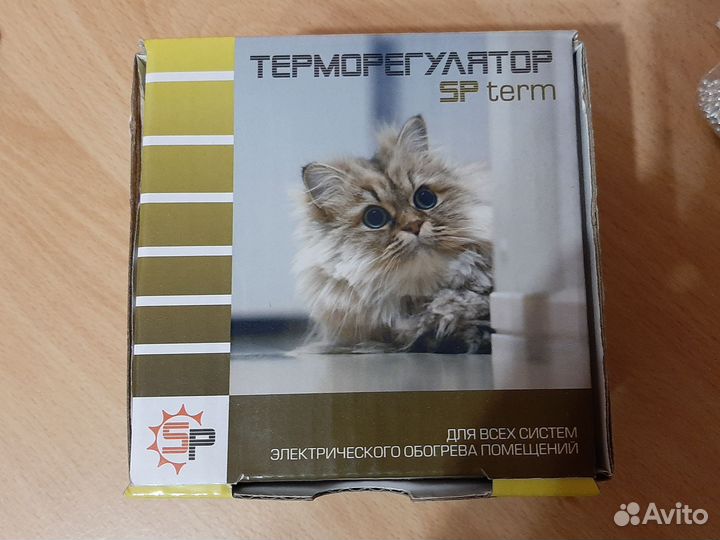 ТЕРМОРЕГУЛЯТОР
SP term
SP
ДЛЯ ВСЕХ СИСТЕМ
ЭЛЕКТРИЧЕСКОГО ОБОГРЕВА ПОМЕЩЕНИЙ
Avito